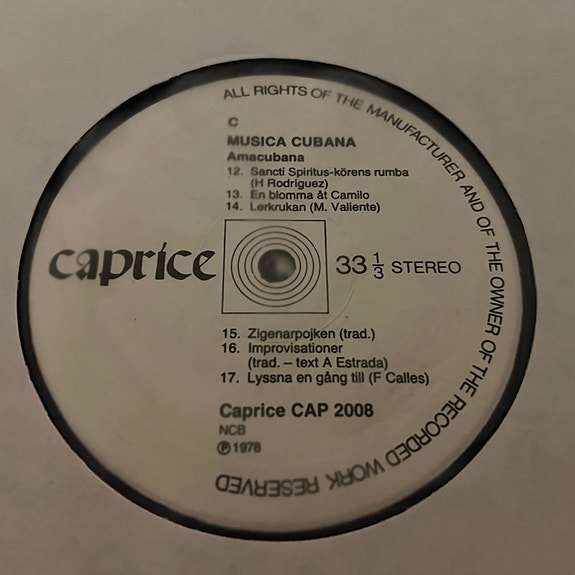 ALL RIGHTS OF THE MANUFACTURER AND OF THE OWNER OF THE RECORDED WORK RESERVED
C
MUSICA CUBANA
Amacubana
12. Sancti Spiritus-körens rumba
(H Rodriguez)
13. En blomma åt Camilo
14. Lerkrukan (M. Valiente)
caprice
33 1/3 STEREO
15. Zigenarpojken (trad.)
16. Improvisationer
(trad. – text A Estrada)
17. Lyssna en gång till (F Calles)
Caprice CAP 2008
NCB
℗ 1978